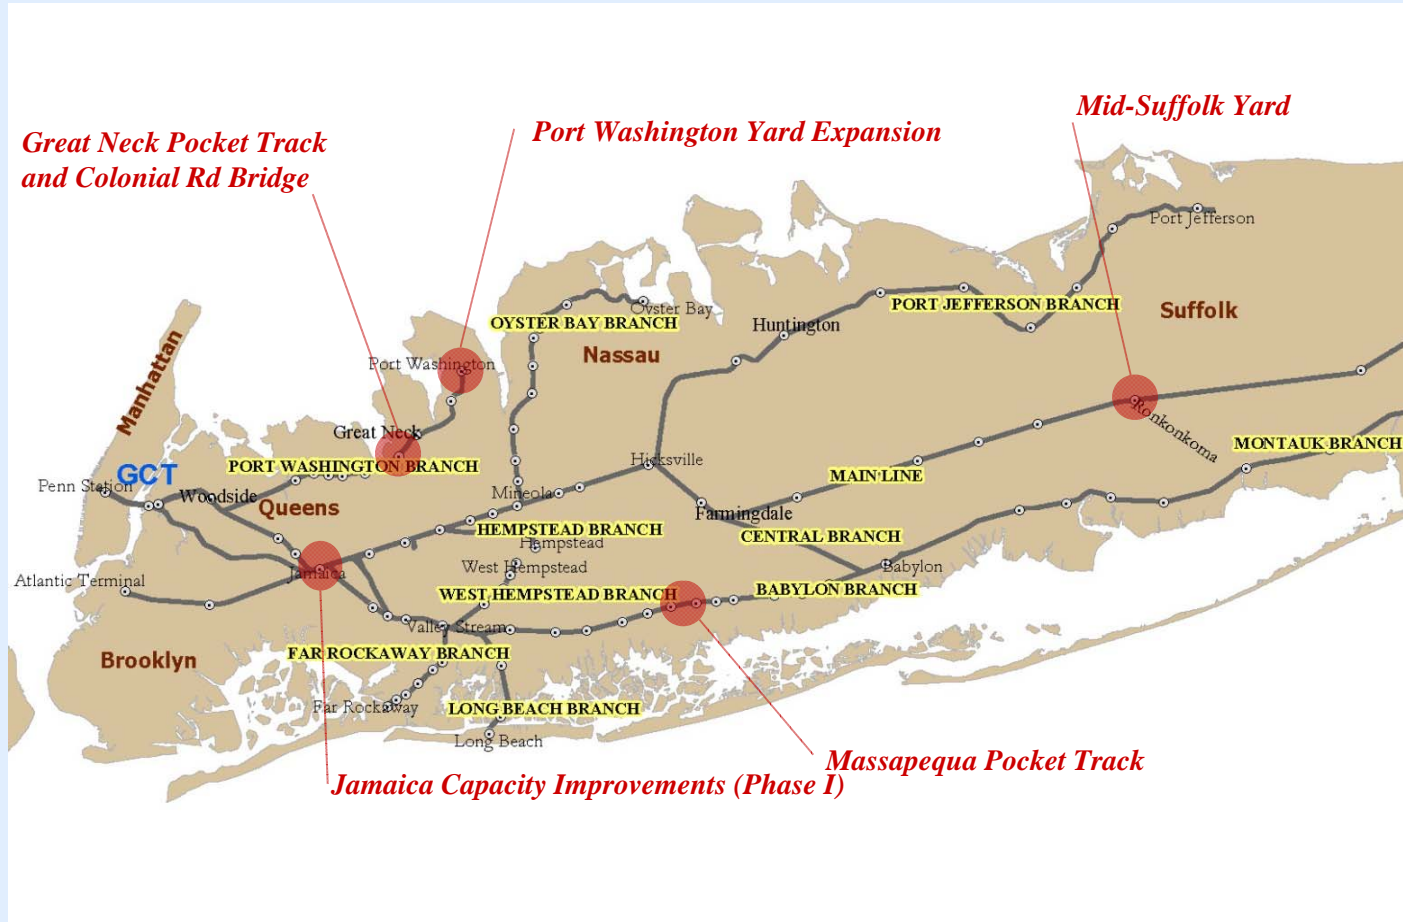 Mid-Suffolk Yard
Port Washington Yard Expansion
Great Neck Pocket Track
and Colonial Rd Bridge
Port Jefferson
PORT JEFFERSON BRANCH
Suffolk
Oyster Bay
OYSTER BAY BRANCH
Huntington
Nassau
Manhattan
Port Washington
Ronkonkoma
Great Neck
MONTAUK BRANCH
PORT WASHINGTON BRANCH
Hicksville
GCT
MAIN LINE
Penn Station
Woodside
Mineola
Queens
Farmingdale
HEMPSTEAD BRANCH
CENTRAL BRANCH
Hempstead
West Hempstead
Babylon
Jamaica
Atlantic Terminal
WEST HEMPSTEAD BRANCH
BABYLON BRANCH
Valley Stream
FAR ROCKAWAY BRANCH
Brooklyn
Far Rockaway
LONG BEACH BRANCH
Long Beach
Massapequa Pocket Track
Jamaica Capacity Improvements (Phase I)